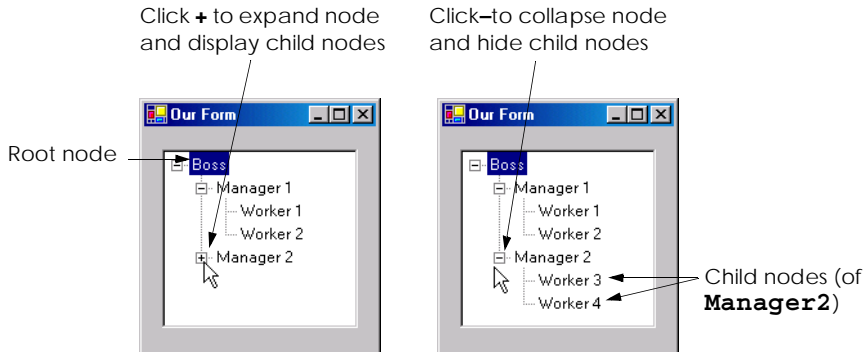 Click + to expand node
and display child nodes
Click–to collapse node
and hide child nodes
Our Form
Root node
Boss
Manager 1
Worker 1
Worker 2
Manager 2
Our Form
Boss
Manager 1
Worker 1
Worker 2
Manager 2
Worker 3
Worker 4
Child nodes (of
Manager2)